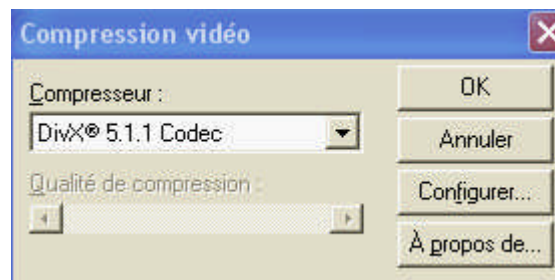 Compression vidéo
Compresseur :
DivX® 5.1.1 Codec
Qualité de compression :
OK
Annuler
Configurer...
À propos de...